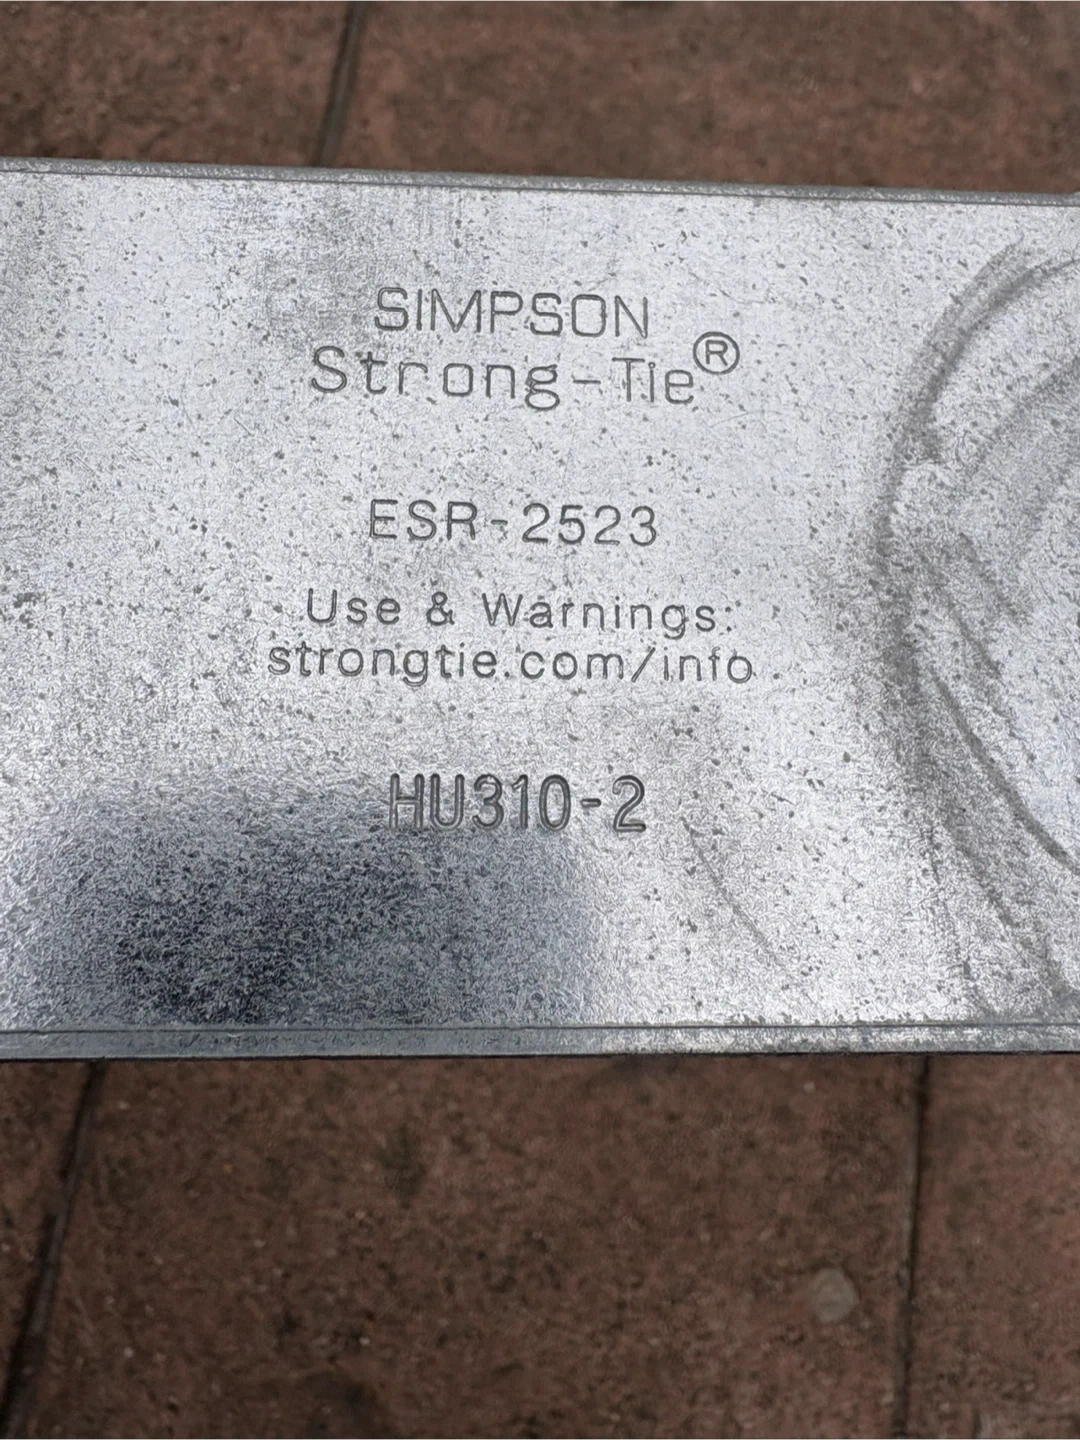 SIMPSON
Strong-Tie®
ESR-2523
Use & Warnings:
strongtie.com/info
HU310-2